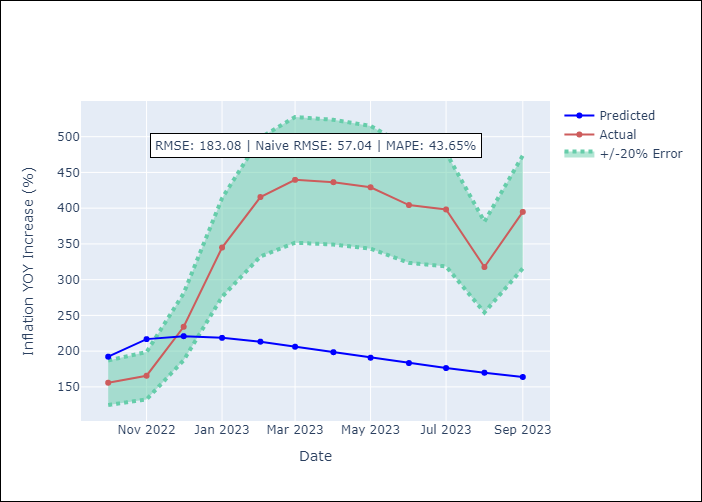 RMSE: 183.08 | Naive RMSE: 57.04 | MAPE: 43.65%
Predicted
Actual
+/-20% Error
500
450
400
350
300
250
200
150
Inflation YOY Increase (%)
Nov 2022
Jan 2023
Mar 2023
May 2023
Jul 2023
Sep 2023
Date